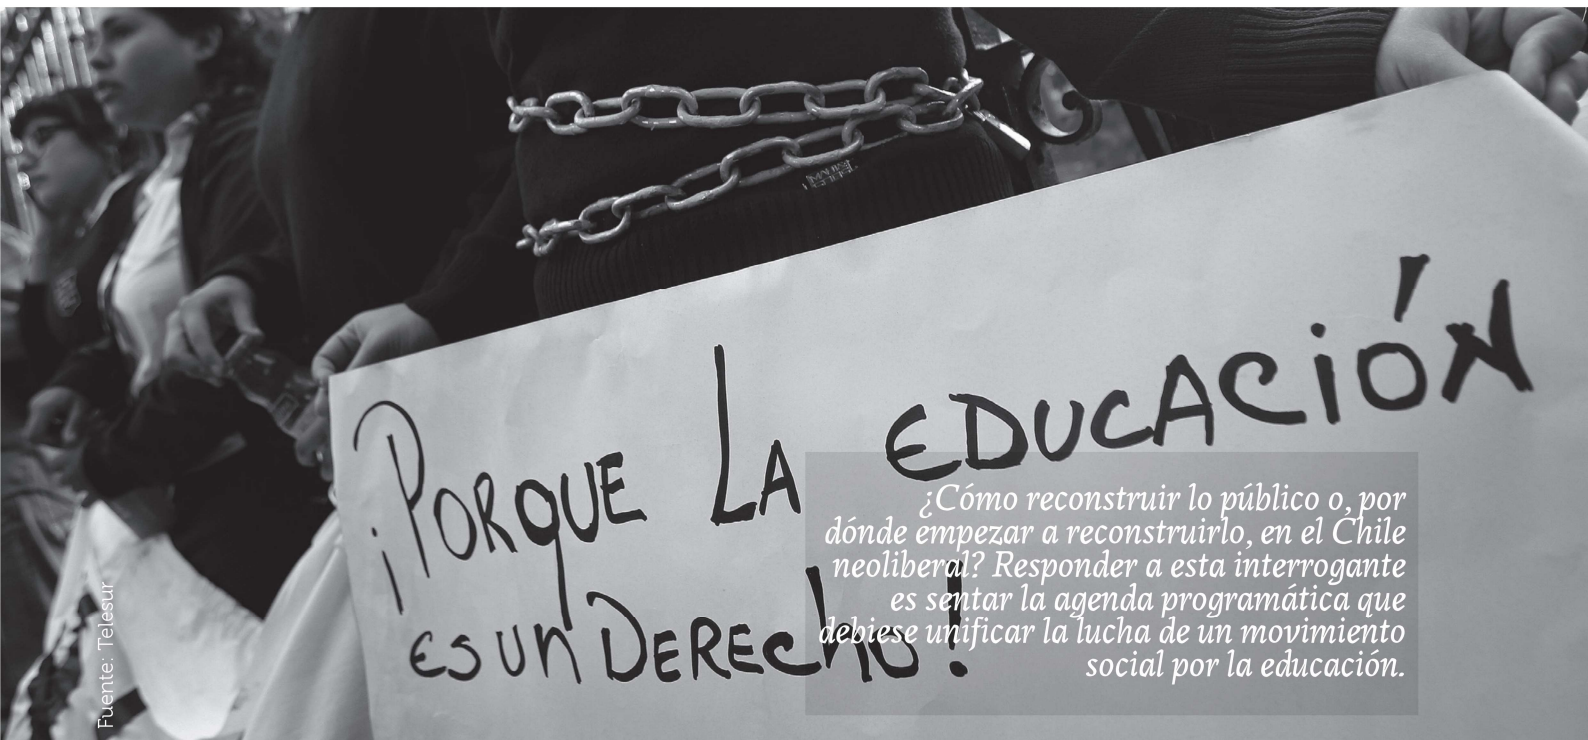 ¡PORQUE LA EDUCACIÓN
ES UN DERECHO!
¿Cómo reconstruir lo público o, por
dónde empezar a reconstruirlo, en el Chile
neoliberal? Responder a esta interrogante
es sentar la agenda programática que
debiese unificar la lucha de un movimiento
social por la educación.
Fuente: Telesur